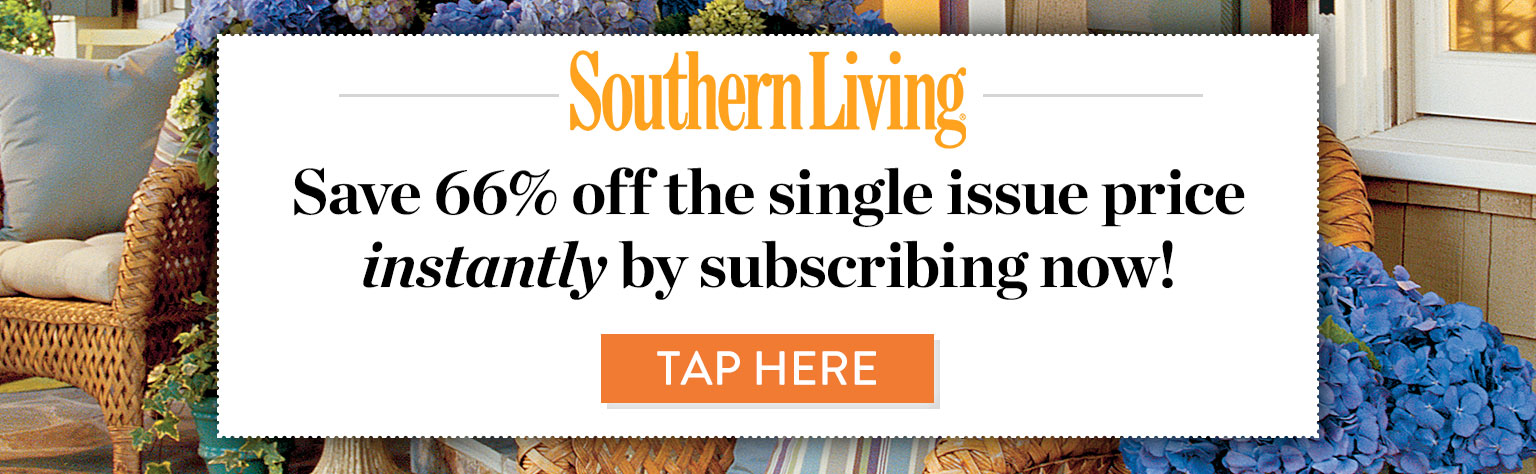 Southern Living®
Save 66% off the single issue price
instantly by subscribing now!
TAP HERE